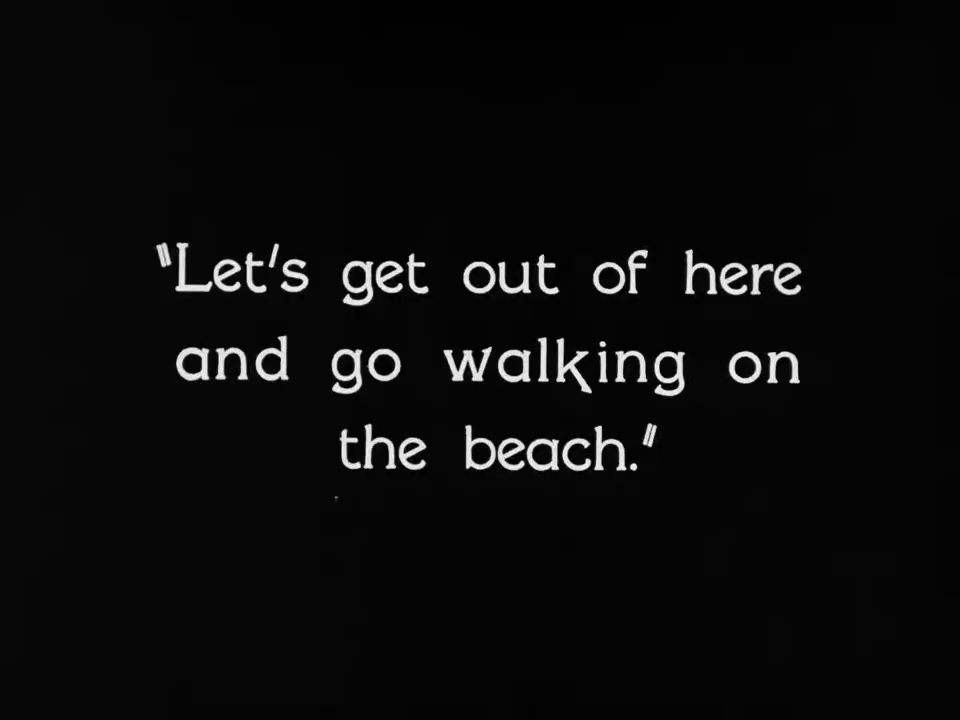 "Let's get out of here
and go walking on
the beach."